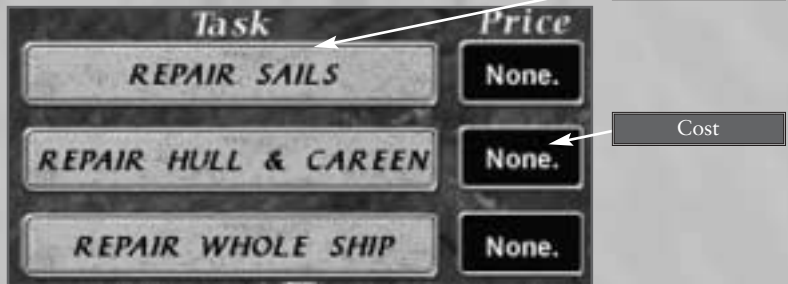 Task Price
REPAIR SAILS None.
REPAIR HULL & CAREEN None.
Cost
REPAIR WHOLE SHIP None.